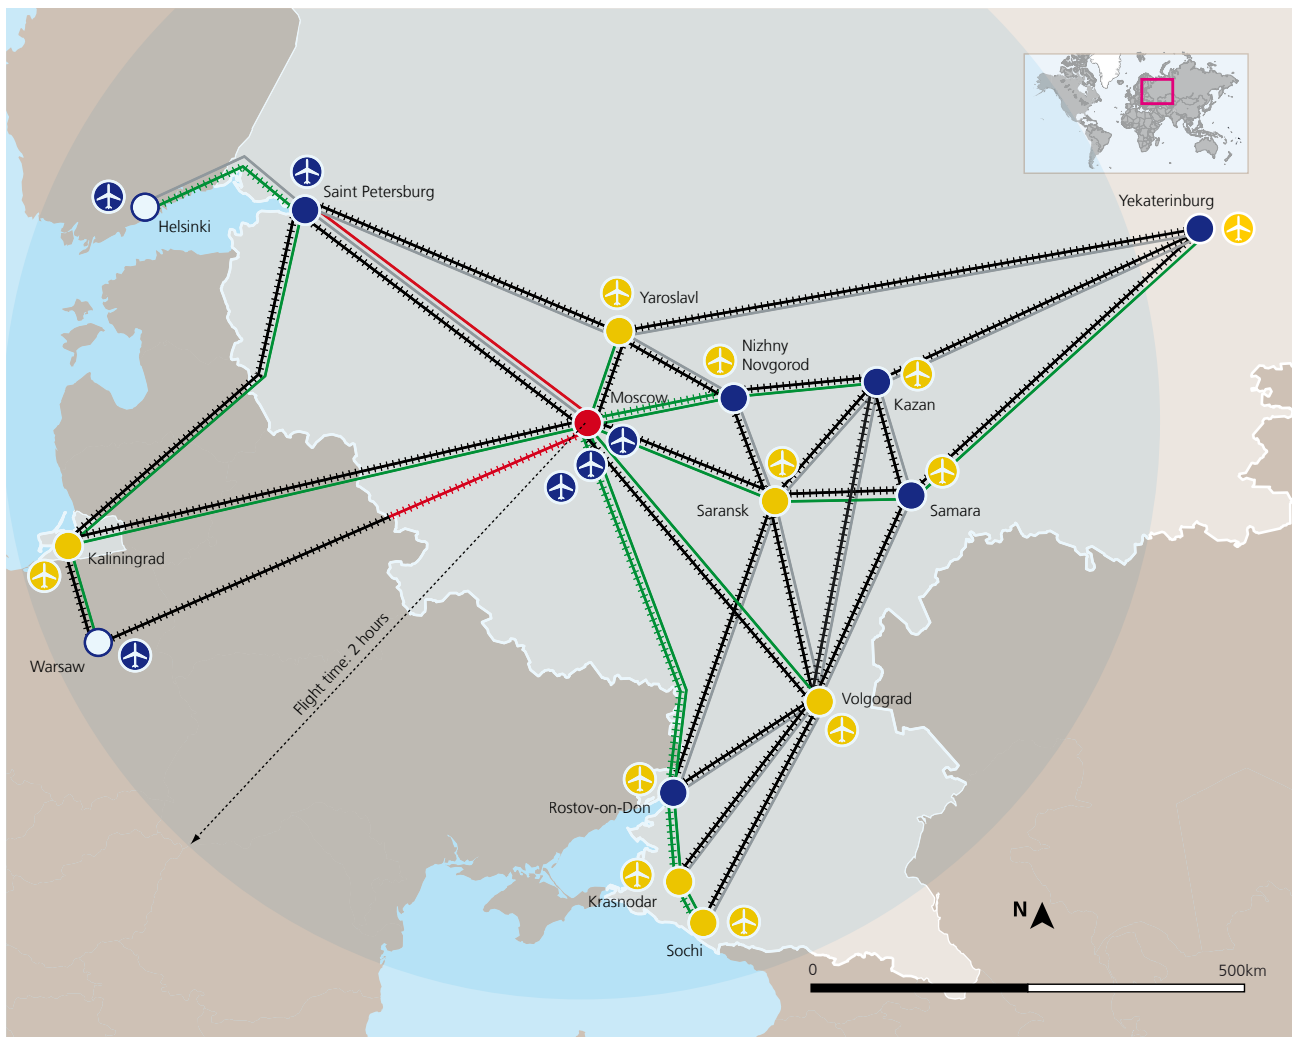 Saint Petersburg
Yekaterinburg
Helsinki
Yaroslavl
Nizhny
Novgorod
Moscow
Kazan
Saransk
Samara
Kaliningrad
Warsaw
Flight time: 2 hours
Volgograd
Rostov-on-Don
Krasnodar
Sochi
N
0 500km